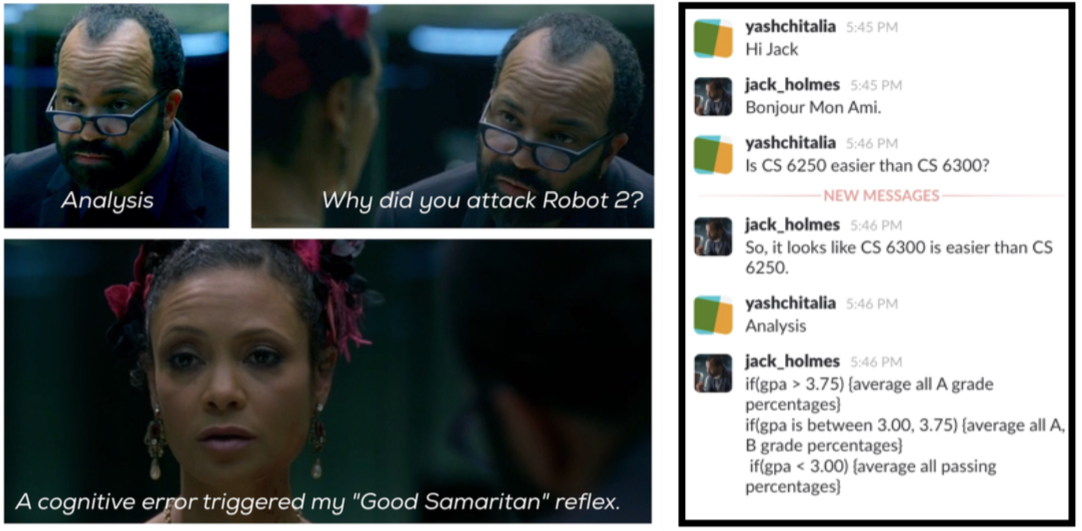 Analysis
Why did you attack Robot 2?
A cognitive error triggered my "Good Samaritan" reflex.
yashchitalia 5:45 PM
Hi Jack
jack_holmes 5:45 PM
Bonjour Mon Ami.
yashchitalia 5:46 PM
Is CS 6250 easier than CS 6300?
NEW MESSAGES
jack_holmes 5:46 PM
So, it looks like CS 6300 is easier than CS
6250.
yashchitalia 5:46 PM
Analysis
jack_holmes 5:46 PM
if(gpa > 3.75) {average all A grade
percentages}
if(gpa is between 3.00, 3.75) {average all A,
B grade percentages}
if(gpa < 3.00) {average all passing
percentages}